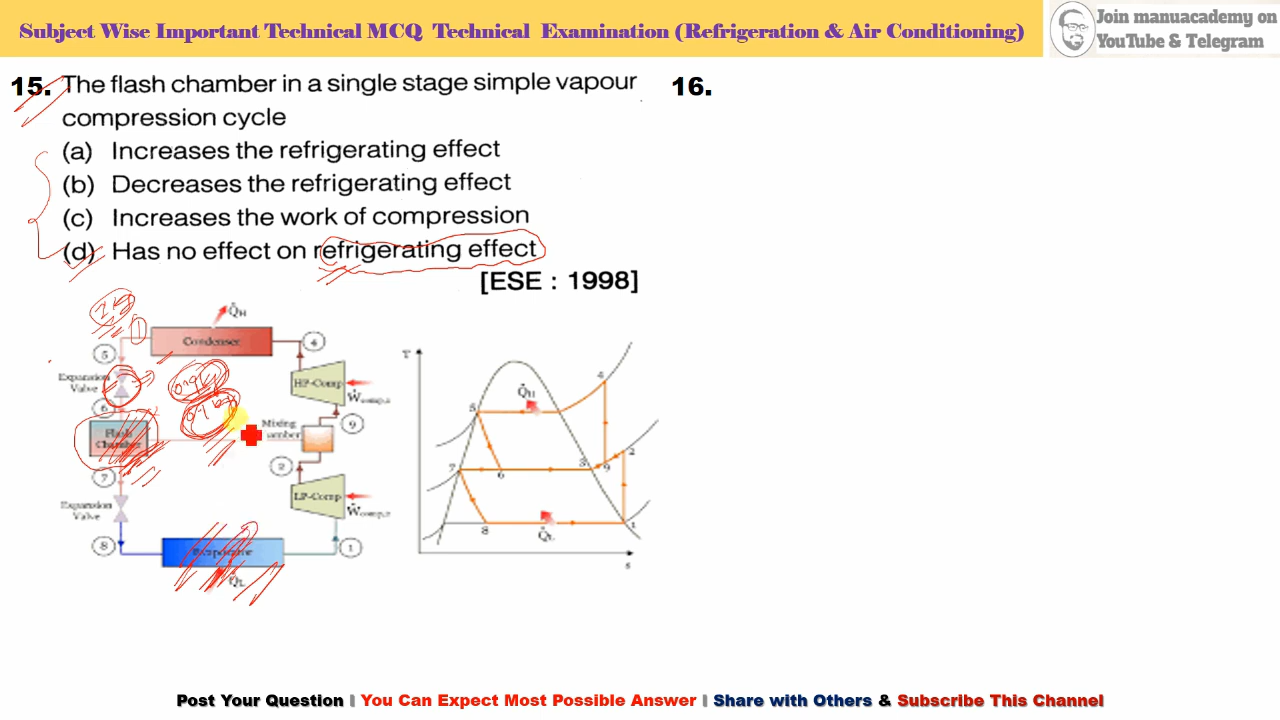 Subject Wise Important Technical MCQ Technical Examination (Refrigeration & Air Conditioning)
Join manuacademy on
YouTube & Telegram
15. The flash chamber in a single stage simple vapour
compression cycle
(a) Increases the refrigerating effect
(b) Decreases the refrigerating effect
(c) Increases the work of compression
(d) Has no effect on refrigerating effect
[ESE : 1998]
16.
Q̇H
Condenser
4
5
Expansion
Valve
HP-Comp
6
Flash
Chamber
Mixing
9
2
7
LP-Comp
Expansion
Valve
8
Evaporator
1
Q̇L
T
4
5
Q̇H
7
6
3
9
2
8
Q̇L
1
s
Post Your Question | You Can Expect Most Possible Answer | Share with Others & Subscribe This Channel